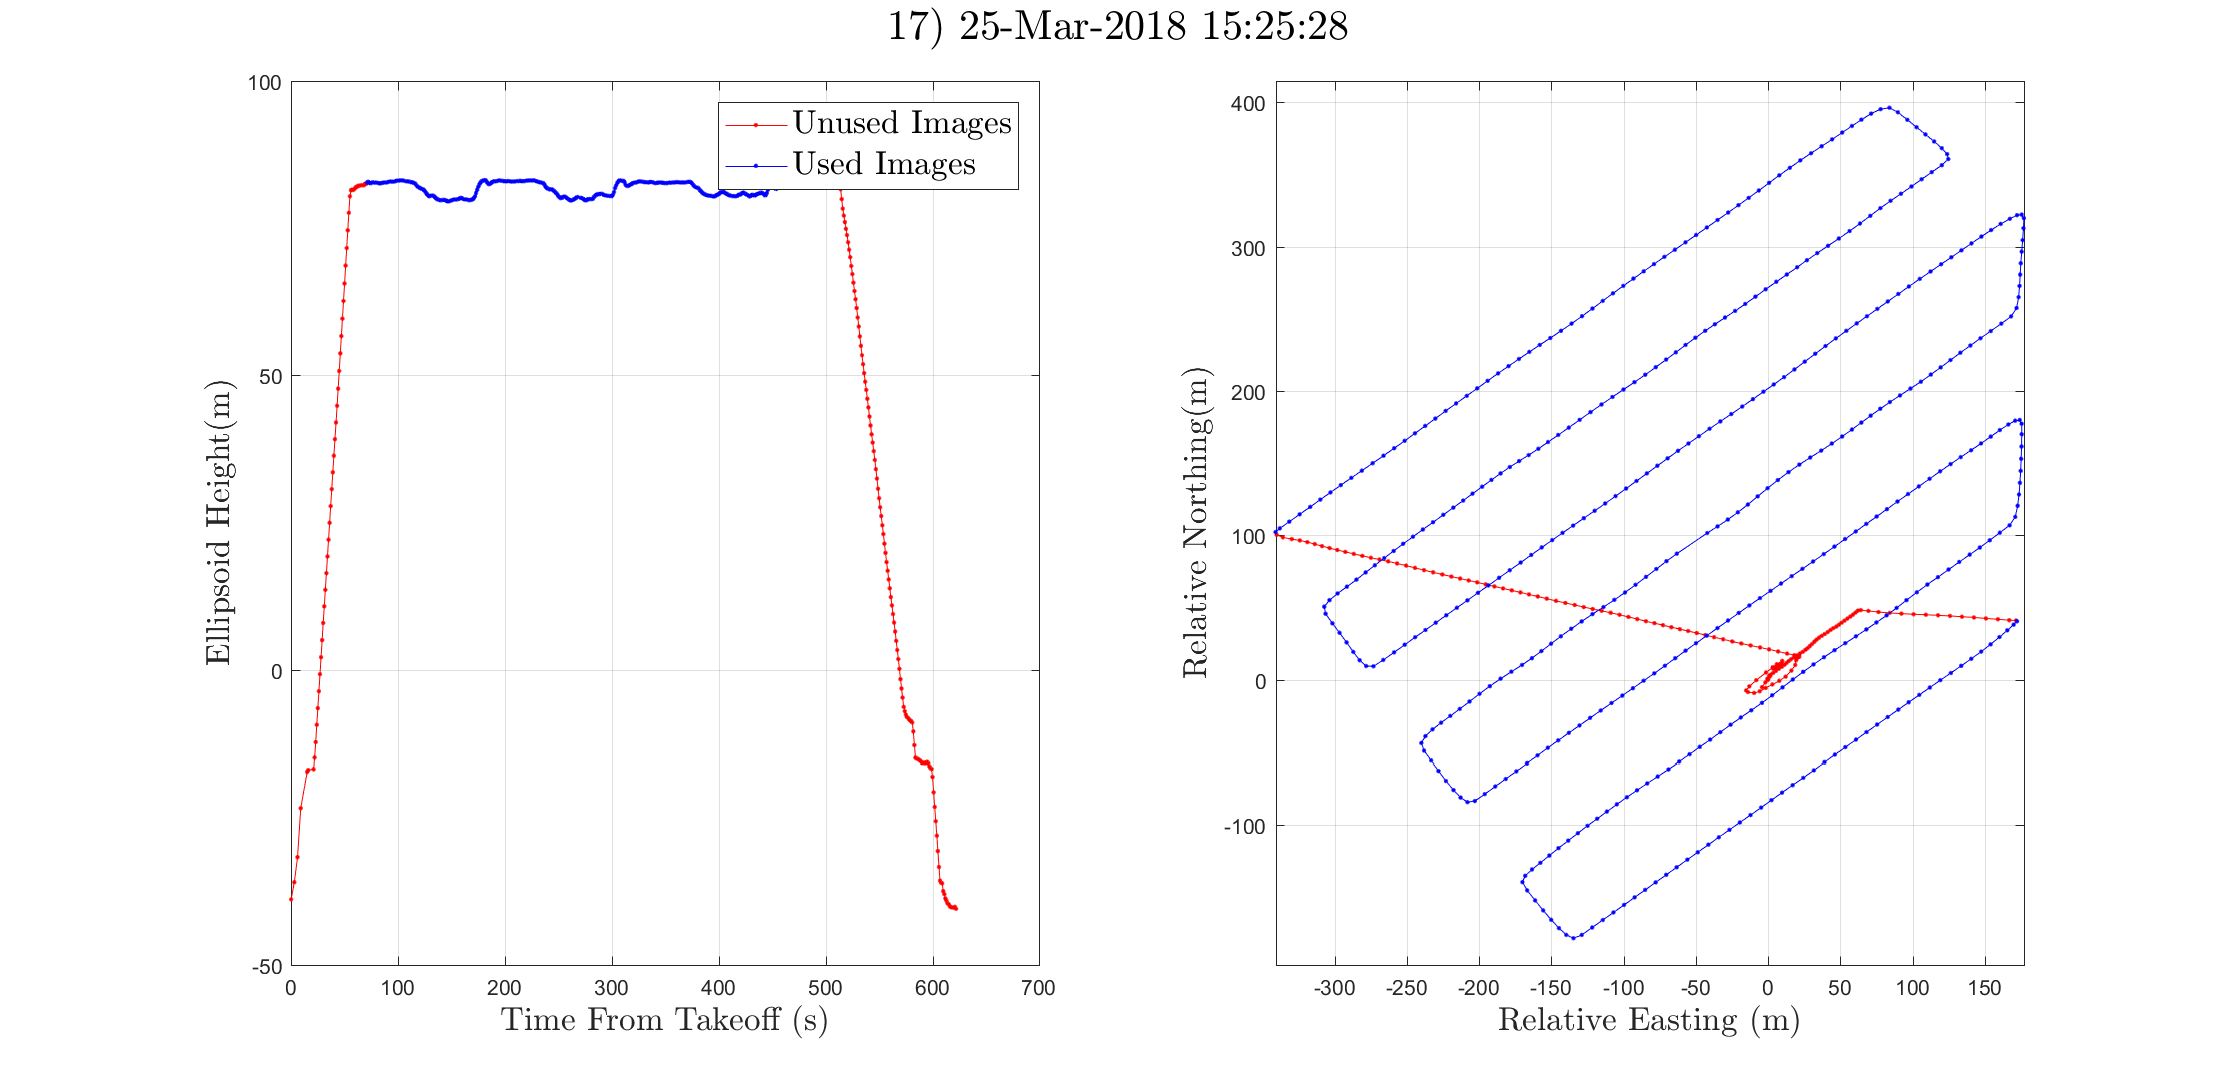 17) 25-Mar-2018 15:25:28
100
50
0
-50
Ellipsoid Height(m)
Unused Images
Used Images
0 100 200 300 400 500 600 700
Time From Takeoff (s)
400
300
200
100
0
-100
Relative Northing(m)
-300 -250 -200 -150 -100 -50 0 50 100 150
Relative Easting (m)